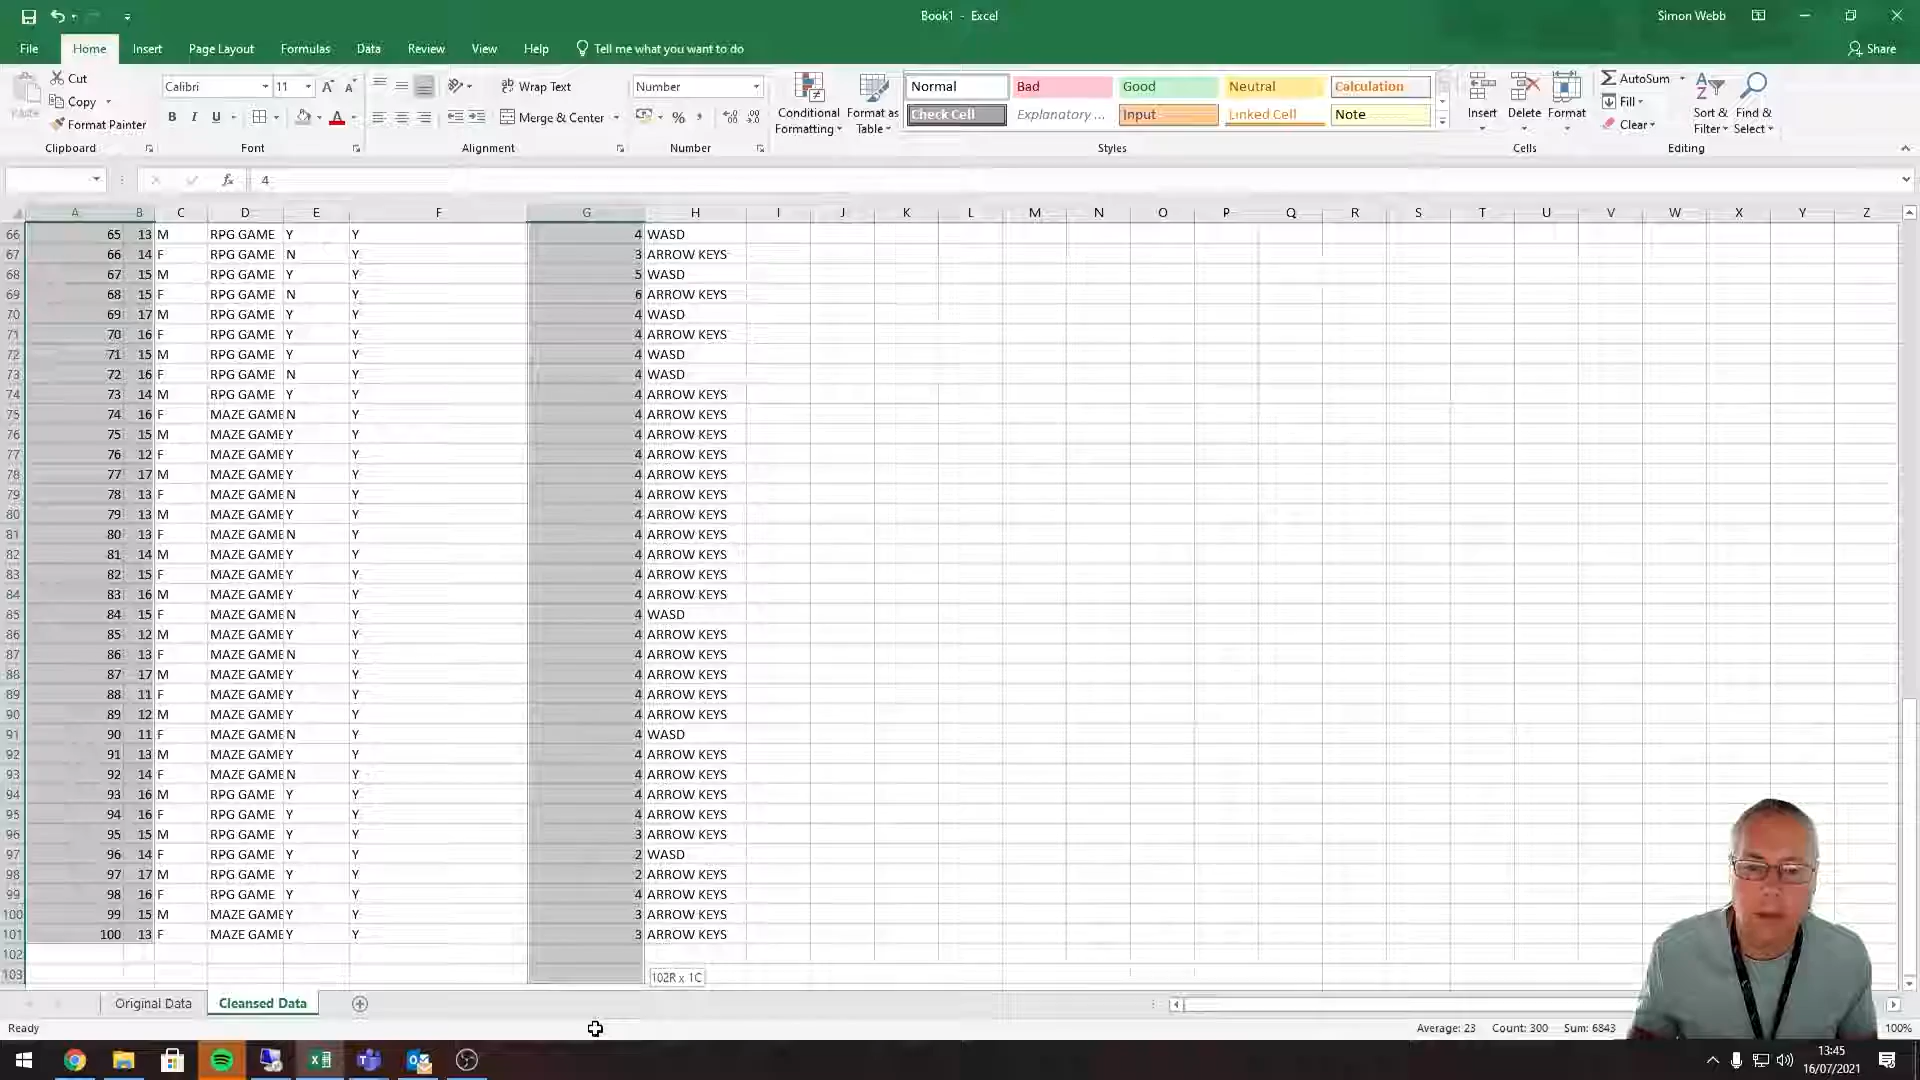 Book1 - Excel
Simon Webb
File Home Insert Page Layout Formulas Data Review View Help Tell me what you want to do
Share
Cut
Copy
Format Painter
Paste
Clipboard
Calibri 11
B I U
Font
Wrap Text
Merge & Center
Alignment
Number
Number
Conditional Formatting
Format as Table
Normal Bad Good Neutral Calculation
Check Cell Explanatory ... Input Linked Cell Note
Styles
Insert Delete Format
Cells
AutoSum
Fill
Clear
Sort & Filter
Find & Select
Editing
fx 4
A B C D E F G H I J K L M N O P Q R S T U V W X Y Z
66 65 13 M RPG GAME Y Y 4 WASD
67 66 14 F RPG GAME N Y 3 ARROW KEYS
68 67 15 M RPG GAME Y Y 5 WASD
69 68 15 F RPG GAME N Y 6 ARROW KEYS
70 69 17 M RPG GAME Y Y 4 WASD
71 70 16 F RPG GAME Y Y 4 ARROW KEYS
72 71 15 M RPG GAME Y Y 4 WASD
73 72 16 F RPG GAME N Y 4 WASD
74 73 14 M RPG GAME Y Y 4 ARROW KEYS
75 74 16 F MAZE GAME N Y 4 ARROW KEYS
76 75 15 M MAZE GAME Y Y 4 ARROW KEYS
77 76 12 F MAZE GAME Y Y 4 ARROW KEYS
78 77 17 M MAZE GAME Y Y 4 ARROW KEYS
79 78 13 F MAZE GAME N Y 4 ARROW KEYS
80 79 13 M MAZE GAME Y Y 4 ARROW KEYS
81 80 13 F MAZE GAME N Y 4 ARROW KEYS
82 81 14 M MAZE GAME Y Y 4 ARROW KEYS
83 82 15 F MAZE GAME Y Y 4 ARROW KEYS
84 83 16 M MAZE GAME Y Y 4 ARROW KEYS
85 84 15 F MAZE GAME N Y 4 WASD
86 85 12 M MAZE GAME Y Y 4 ARROW KEYS
87 86 13 F MAZE GAME N Y 4 ARROW KEYS
88 87 17 M MAZE GAME Y Y 4 ARROW KEYS
89 88 11 F MAZE GAME Y Y 4 ARROW KEYS
90 89 12 M MAZE GAME Y Y 4 ARROW KEYS
91 90 11 F MAZE GAME N Y 4 WASD
92 91 13 M MAZE GAME Y Y 4 ARROW KEYS
93 92 14 F MAZE GAME N Y 4 ARROW KEYS
94 93 16 M RPG GAME Y Y 4 ARROW KEYS
95 94 16 F RPG GAME Y Y 4 ARROW KEYS
96 95 15 M RPG GAME Y Y 3 ARROW KEYS
97 96 14 F RPG GAME Y Y 2 WASD
98 97 17 M RPG GAME Y Y 2 ARROW KEYS
99 98 16 F RPG GAME Y Y 4 ARROW KEYS
100 99 15 M MAZE GAME Y Y 3 ARROW KEYS
101 100 13 F MAZE GAME Y Y 3 ARROW KEYS
102
103
102R x 1C
Original Data Cleansed Data
Ready
Average: 23 Count: 300 Sum: 6843
100%
13:45
16/07/2021